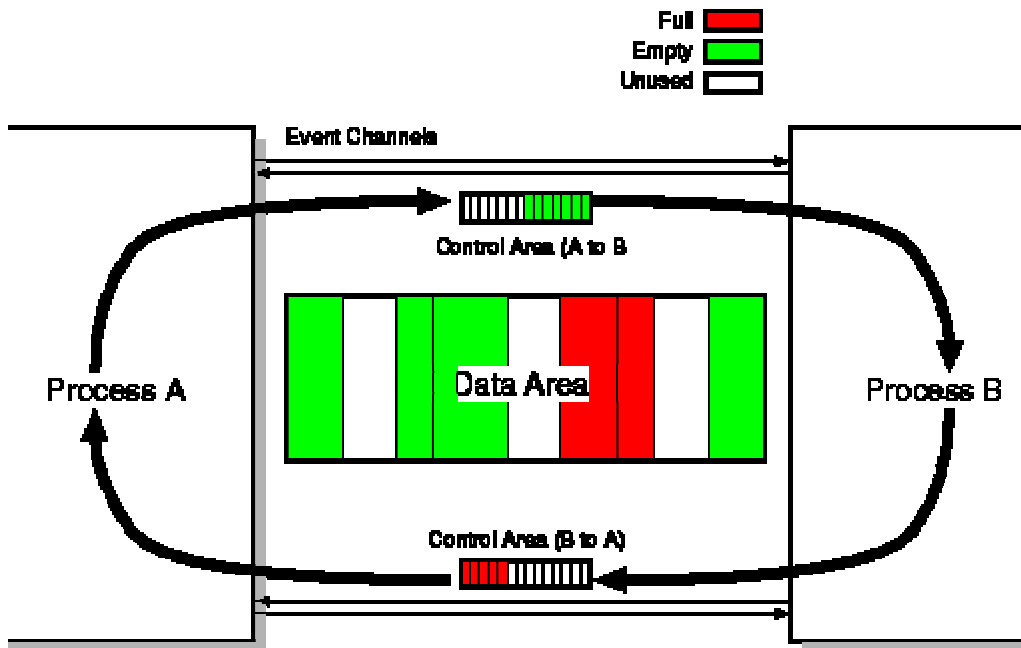 Full
Empty
Unused
Event Channels
Control Area (A to B
Process A
Data Area
Process B
Control Area (B to A)